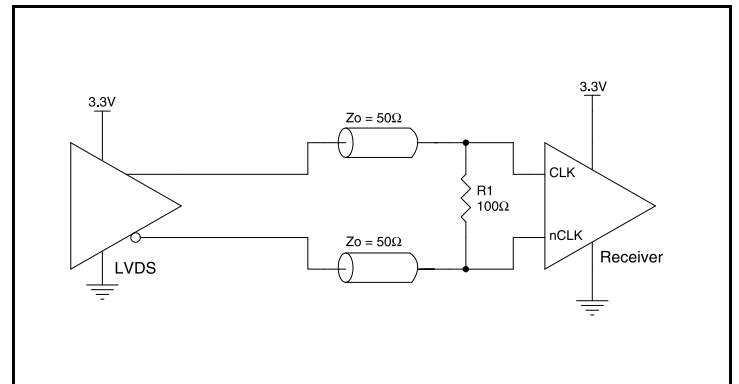 3.3V
3.3V
Zo = 50Ω
CLK
R1
100Ω
nCLK
Zo = 50Ω
LVDS
Receiver